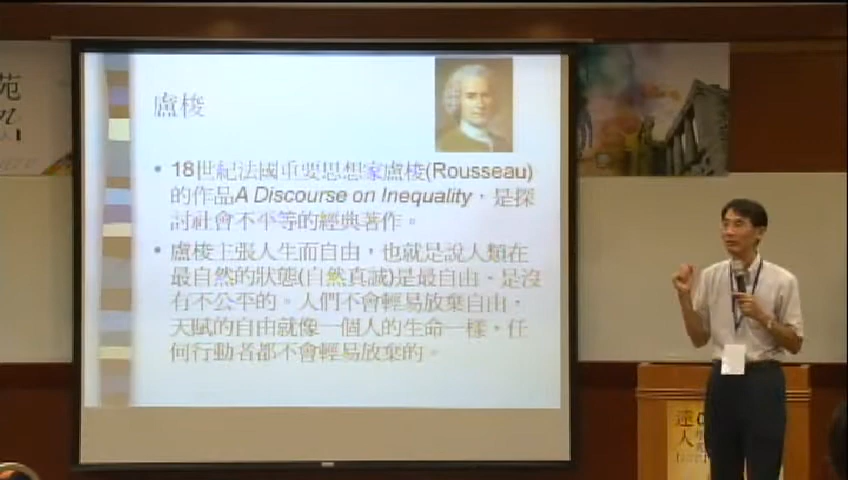 苑
人
盧梭
• 18世紀法國重要思想家盧梭(Rousseau)
的作品A Discourse on Inequality，是探
討社會不平等的經典著作。
• 盧梭主張人生而自由，也就是說人類在
最自然的狀態(自然真誠)是最自由、是沒
有不公平的。人們不會輕易放棄自由，
天賦的自由就像一個人的生命一樣，任
何行動者都不會輕易放棄的。
達
人